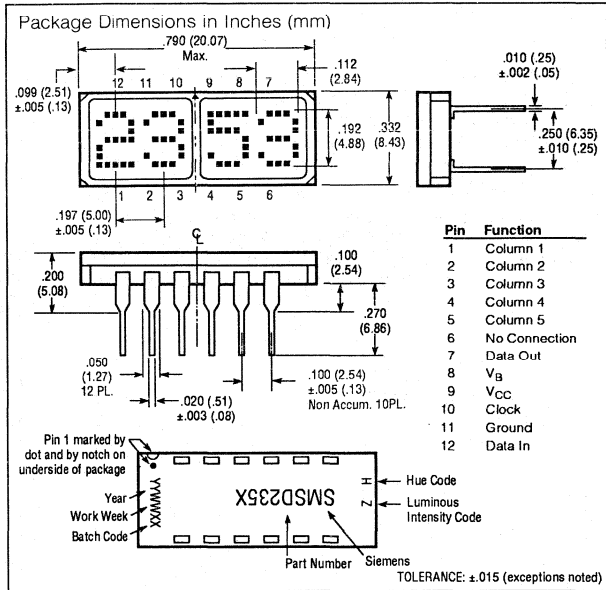 Package Dimensions in Inches (mm)
.790 (20.07)
Max.
.099 (2.51)
±.005 (.13)
12 11 10 9 8 7
.112
(2.84)
.192
(4.88)
.332
(8.43)
23 53
1 2 3 4 5 6
.197 (5.00)
±.005 (.13)
.010 (.25)
±.002 (.05)
.250 (6.35)
±.010 (.25)
℄
.200
(5.08)
.100
(2.54)
.270
(6.86)
.050
(1.27)
12 PL.
.020 (.51)
±.003 (.08)
.100 (2.54)
±.005 (.13)
Non Accum. 10PL.
Pin Function
1 Column 1
2 Column 2
3 Column 3
4 Column 4
5 Column 5
6 No Connection
7 Data Out
8 VB
9 VCC
10 Clock
11 Ground
12 Data In
Pin 1 marked by
dot and by notch on
underside of package
Year
Work Week
Batch Code
YYWWXX
SMSD235X
H
Z
Hue Code
Luminous
Intensity Code
Part Number
Siemens
TOLERANCE: ±.015 (exceptions noted)